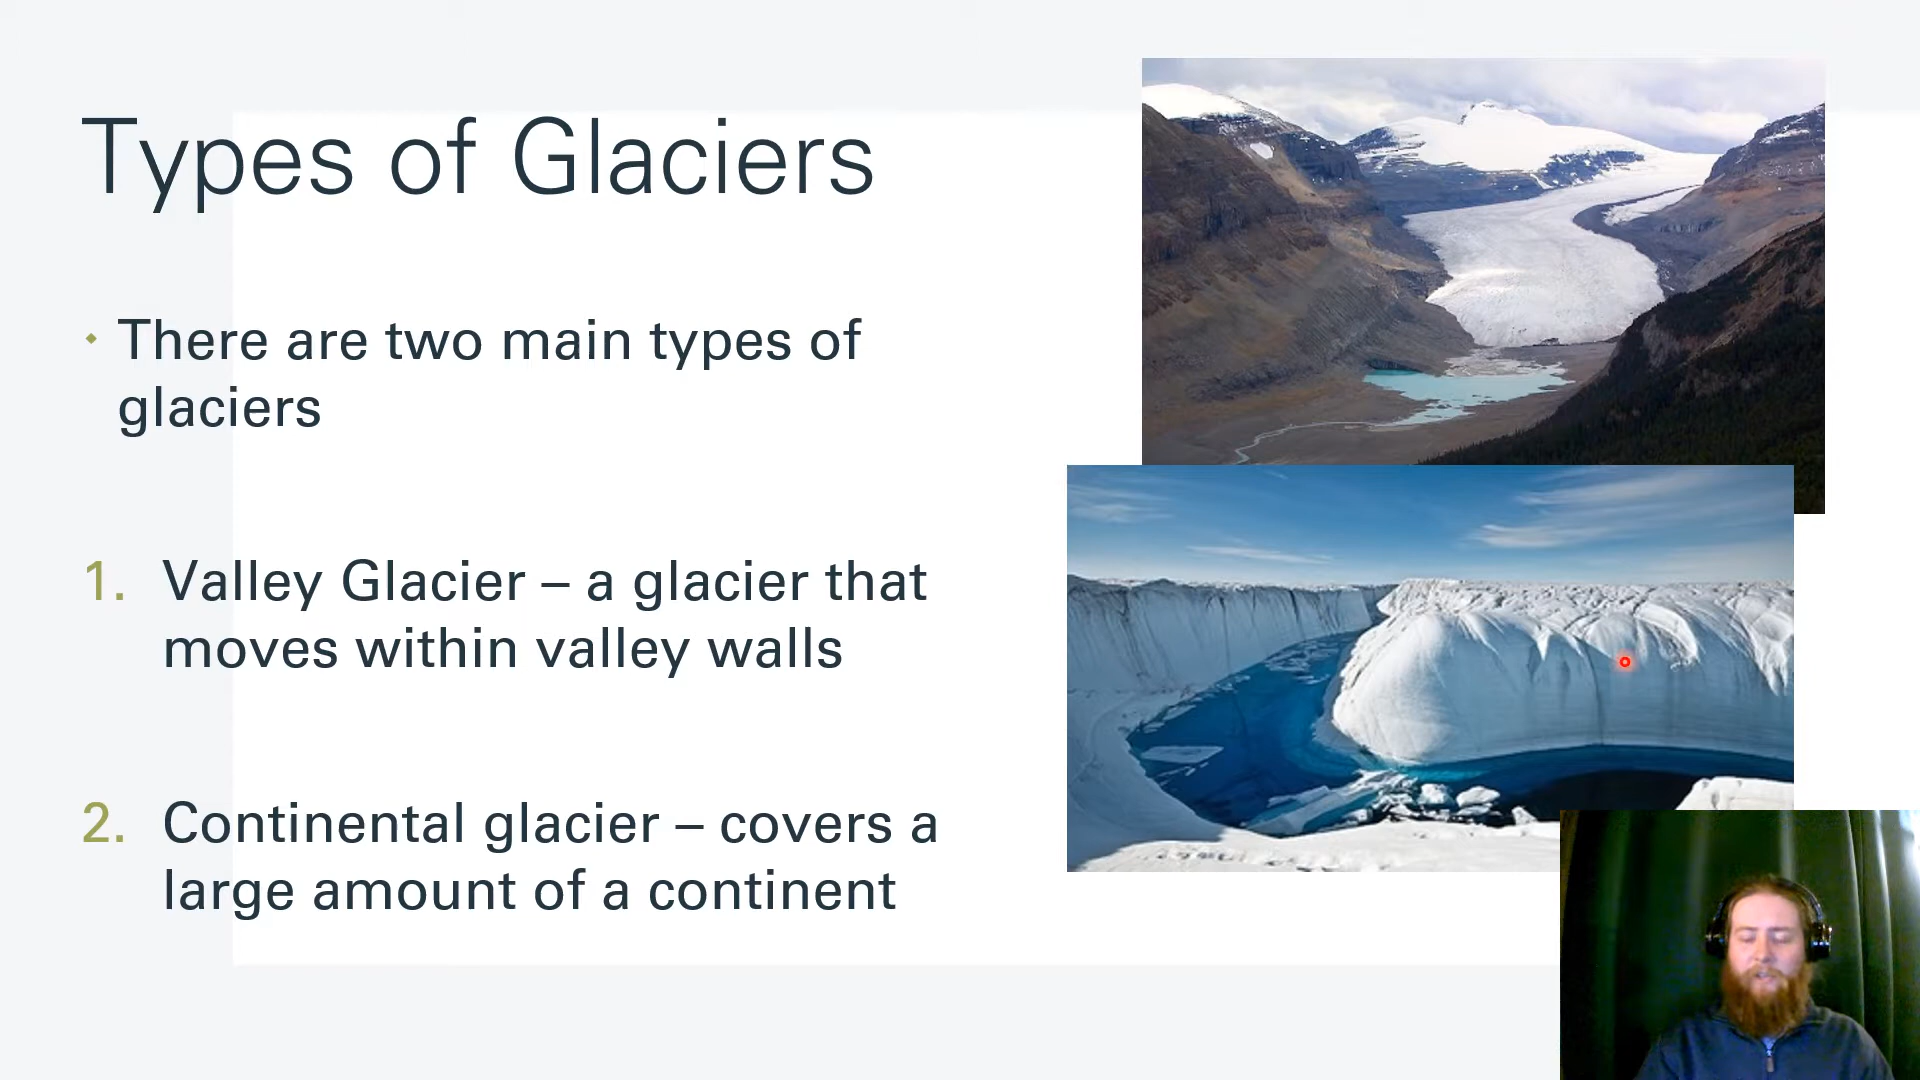 Types of Glaciers
There are two main types of
glaciers
1. Valley Glacier – a glacier that
moves within valley walls
2. Continental glacier – covers a
large amount of a continent